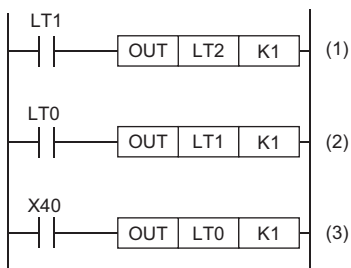 LT1
OUT LT2 K1 (1)
LT0
OUT LT1 K1 (2)
X40
OUT LT0 K1 (3)